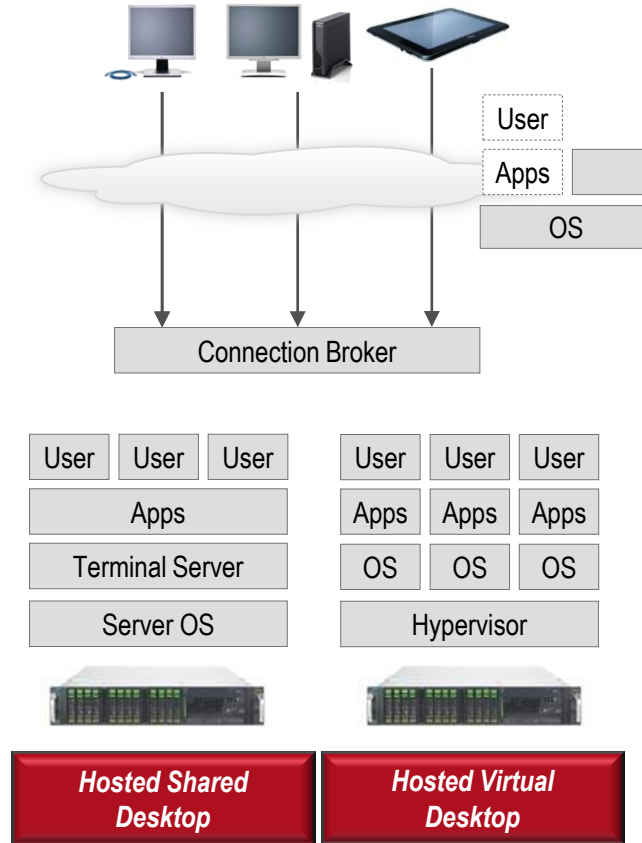 User
Apps
OS
Connection Broker
User User User
Apps
Terminal Server
Server OS
User User User
Apps Apps Apps
OS OS OS
Hypervisor
Hosted Shared
Desktop
Hosted Virtual
Desktop